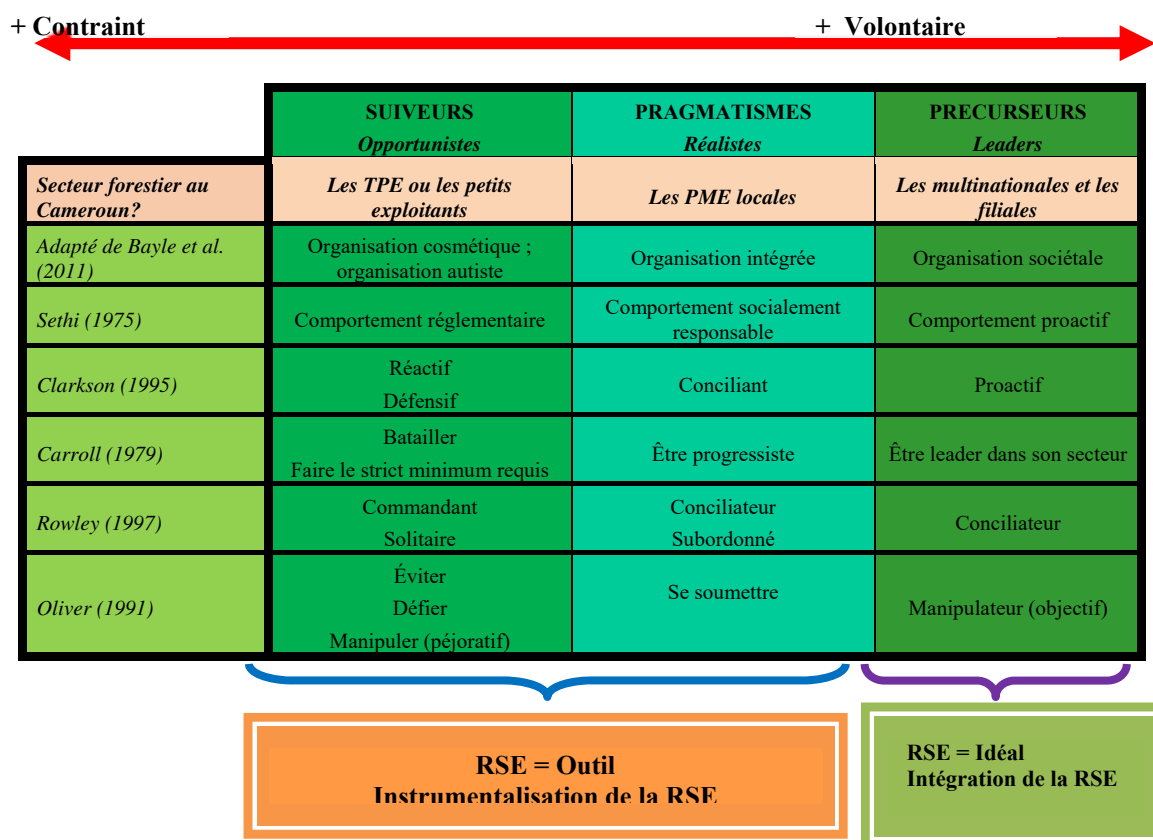 + Contraint + Volontaire
SUIVEURS
Opportunistes
PRAGMATISMES
Réalistes
PRECURSEURS
Leaders
Secteur forestier au
Cameroun?
Les TPE ou les petits
exploitants
Les PME locales
Les multinationales et les
filiales
Adapté de Bayle et al.
(2011)
Organisation cosmétique ;
organisation autiste
Organisation intégrée
Organisation sociétale
Sethi (1975)
Comportement réglementaire
Comportement socialement
responsable
Comportement proactif
Clarkson (1995)
Réactif
Défensif
Conciliant
Proactif
Carroll (1979)
Batailler
Faire le strict minimum requis
Être progressiste
Être leader dans son secteur
Rowley (1997)
Commandant
Solitaire
Conciliateur
Subordonné
Conciliateur
Oliver (1991)
Éviter
Défier
Manipuler (péjoratif)
Se soumettre
Manipulateur (objectif)
RSE = Outil
Instrumentalisation de la RSE
RSE = Idéal
Intégration de la RSE